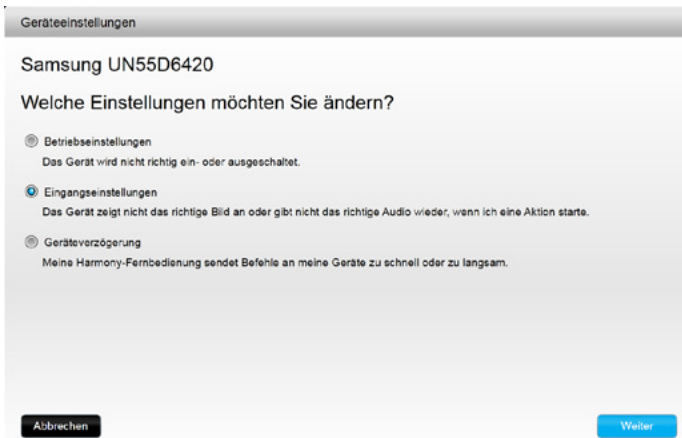 Geräteeinstellungen
Samsung UN55D6420
Welche Einstellungen möchten Sie ändern?
Betriebseinstellungen
Das Gerät wird nicht richtig ein- oder ausgeschaltet.
Eingangseinstellungen
Das Gerät zeigt nicht das richtige Bild an oder gibt nicht das richtige Audio wieder, wenn ich eine Aktion starte.
Geräteverzögerung
Meine Harmony-Fernbedienung sendet Befehle an meine Geräte zu schnell oder zu langsam.
Abbrechen
Weiter